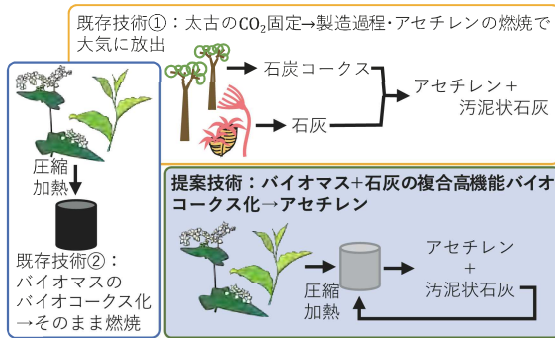 既存技術①：太古のCO₂固定→製造過程・アセチレンの燃焼で
大気に放出
石炭コークス
石灰
アセチレン＋
汚泥状石灰
圧縮
加熱
既存技術②：
バイオマスの
バイオコークス化
→そのまま燃焼
提案技術：バイオマス+石灰の複合高機能バイオ
コークス化→アセチレン
圧縮
加熱
アセチレン
+
汚泥状石灰